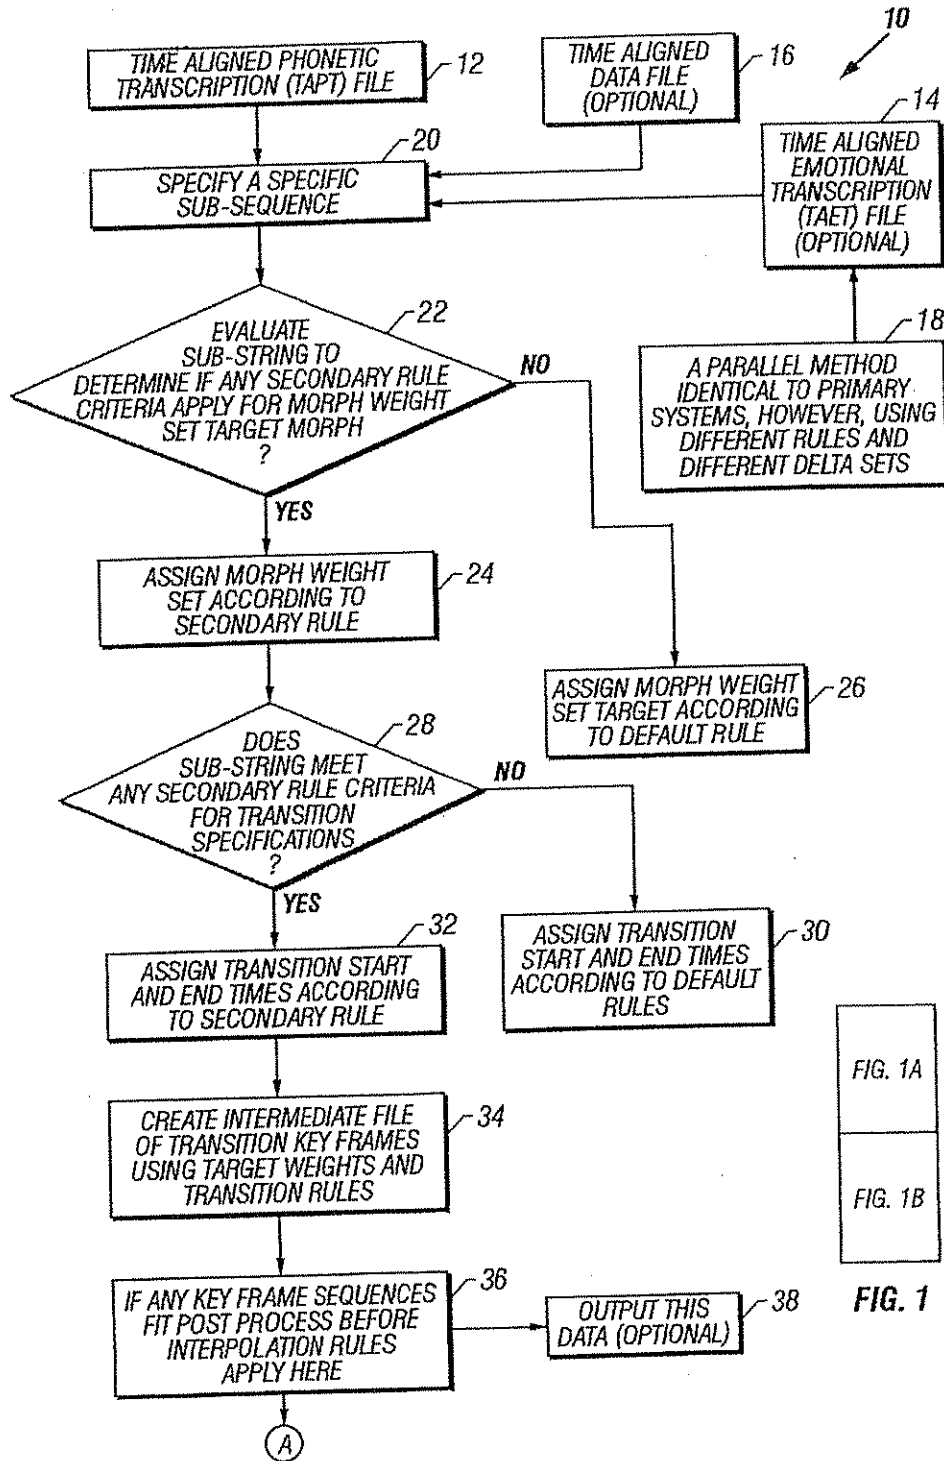 10
TIME ALIGNED PHONETIC
TRANSCRIPTION (TAPT) FILE
12
TIME ALIGNED
DATA FILE
(OPTIONAL)
16
14
TIME ALIGNED
EMOTIONAL
TRANSCRIPTION
(TAET) FILE
(OPTIONAL)
20
SPECIFY A SPECIFIC
SUB-SEQUENCE
18
A PARALLEL METHOD
IDENTICAL TO PRIMARY
SYSTEMS, HOWEVER, USING
DIFFERENT RULES AND
DIFFERENT DELTA SETS
22
EVALUATE
SUB-STRING TO
DETERMINE IF ANY SECONDARY RULE
CRITERIA APPLY FOR MORPH WEIGHT
SET TARGET MORPH
?
NO
YES
ASSIGN MORPH WEIGHT
SET ACCORDING TO
SECONDARY RULE
24
ASSIGN MORPH WEIGHT
SET TARGET ACCORDING
TO DEFAULT RULE
26
28
DOES
SUB-STRING MEET
ANY SECONDARY RULE CRITERIA
FOR TRANSITION
SPECIFICATIONS
?
NO
YES
32
ASSIGN TRANSITION START
AND END TIMES ACCORDING
TO SECONDARY RULE
ASSIGN TRANSITION
START AND END TIMES
ACCORDING TO DEFAULT
RULES
30
CREATE INTERMEDIATE FILE
OF TRANSITION KEY FRAMES
USING TARGET WEIGHTS AND
TRANSITION RULES
34
FIG. 1A
FIG. 1B
FIG. 1
IF ANY KEY FRAME SEQUENCES
FIT POST PROCESS BEFORE
INTERPOLATION RULES
APPLY HERE
36
OUTPUT THIS
DATA (OPTIONAL)
38
A